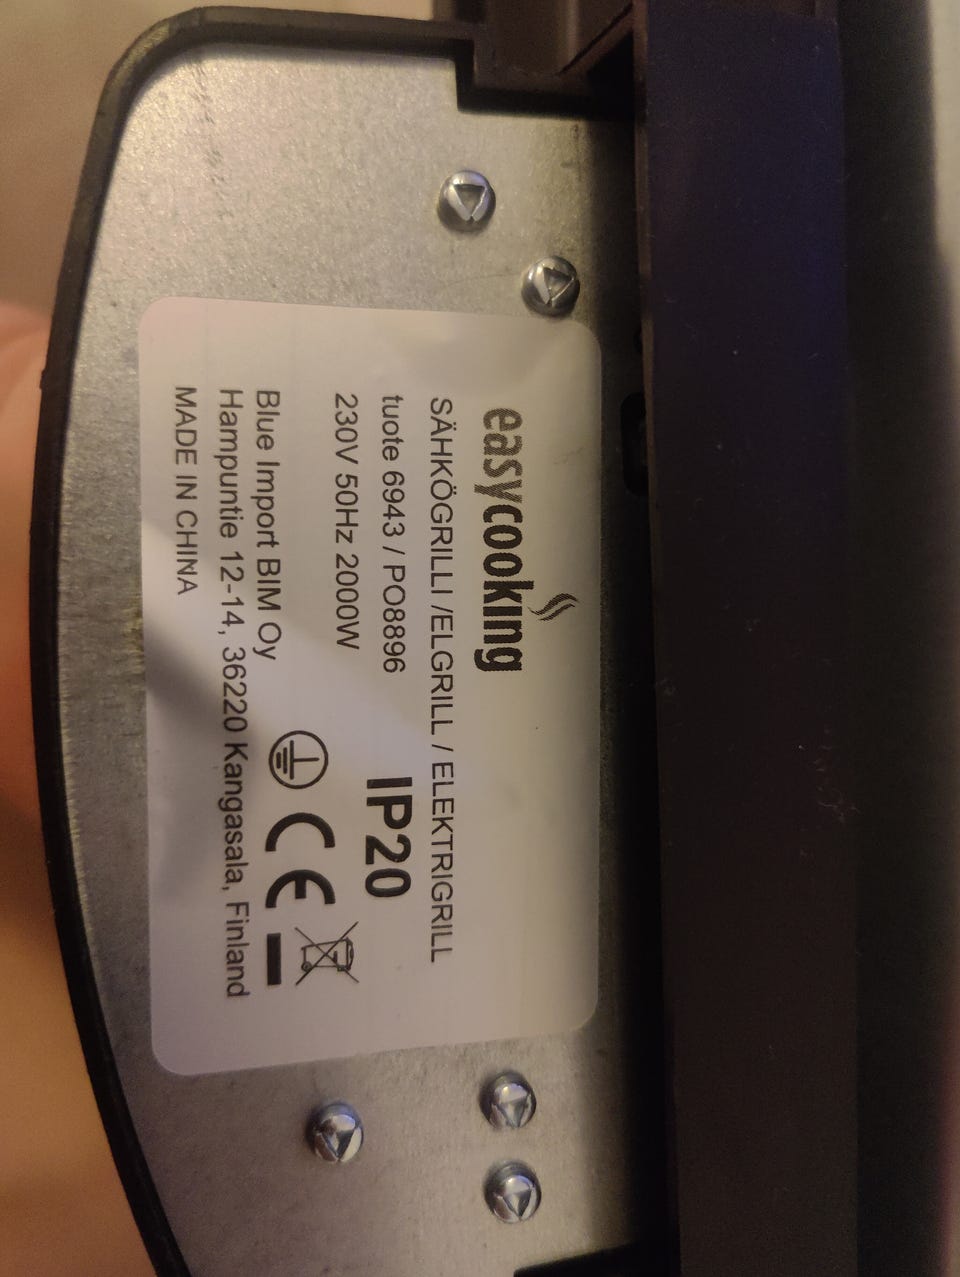 easycooking
SÄHKÖGRILLI /ELGRILL / ELEKTRIGRILL
tuote 6943 / PO8896
IP20
230V 50Hz 2000W
CE
Blue Import BIM Oy
Hampuntie 12-14, 36220 Kangasala, Finland
MADE IN CHINA